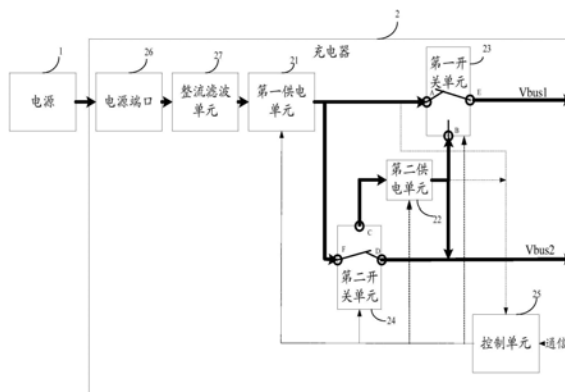 2
充电器
1
26
27
21
23
电源
电源端口
整流滤波
单元
第一供电
单元
第一开
关单元
A
E
B
Vbus1
第二供
电单元
22
C
F
D
Vbus2
第二开
关单元
24
25
控制单元
通信